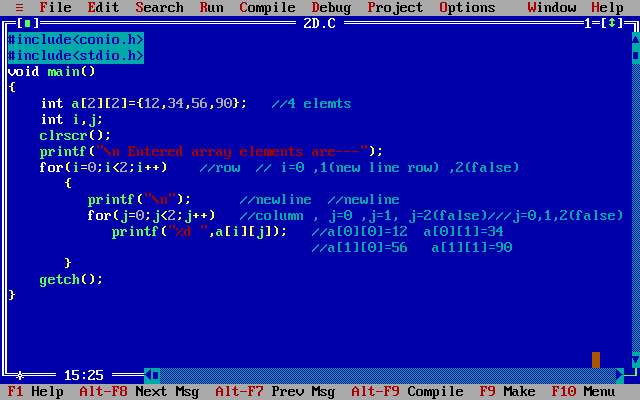 ≡ File Edit Search Run Compile Debug Project Options Window Help
[■] 2D.C 1=[↕]
#include<conio.h>
#include<stdio.h>
void main()
{
int a[2][2]={12,34,56,90}; //4 elemts
int i,j;
clrscr();
printf("\n Entered array elements are---");
for(i=0;i<2;i++) //row // i=0 ,1(new line row) ,2(false)
{
printf("\n"); //newline //newline
for(j=0;j<2;j++) //column , j=0 ,j=1, j=2(false)///j=0,1,2(false)
printf("%d ",a[i][j]); //a[0][0]=12 a[0][1]=34
//a[1][0]=56 a[1][1]=90
}
getch();
}
15:25
F1 Help Alt-F8 Next Msg Alt-F7 Prev Msg Alt-F9 Compile F9 Make F10 Menu